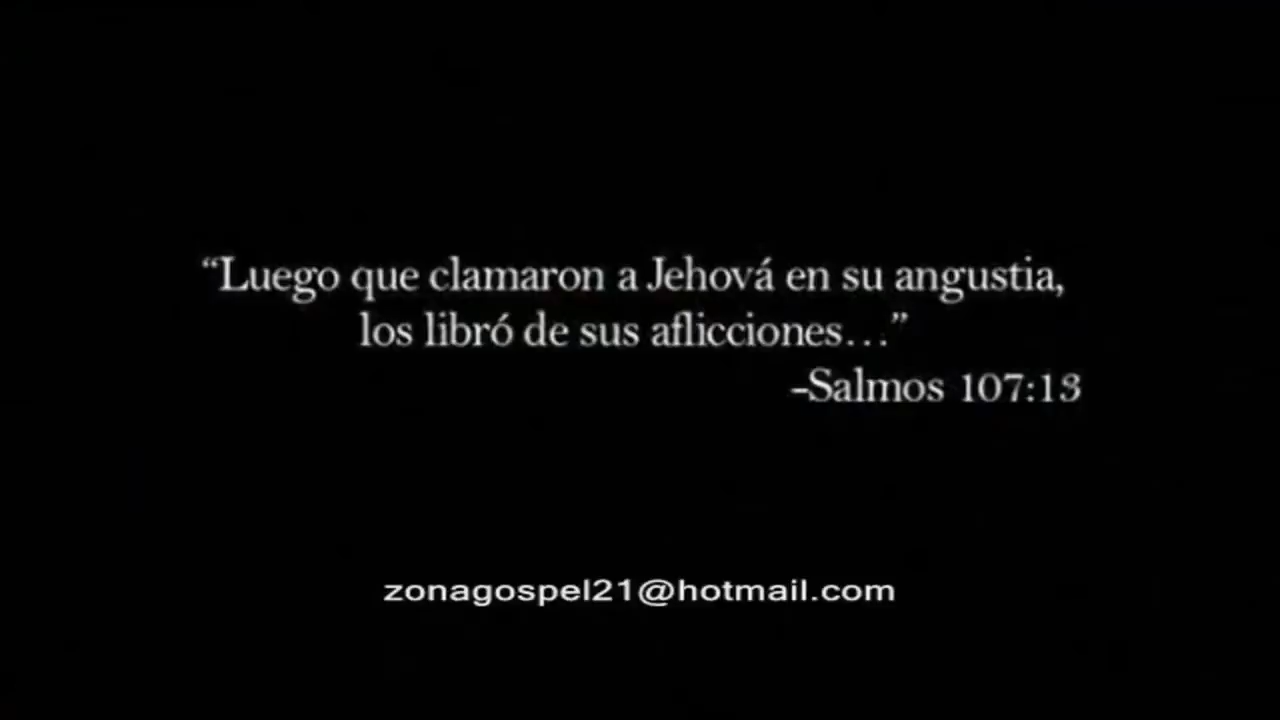 “Luego que clamaron a Jehová en su angustia,
los libró de sus aflicciones...”
–Salmos 107:13
zonagospel21@hotmail.com